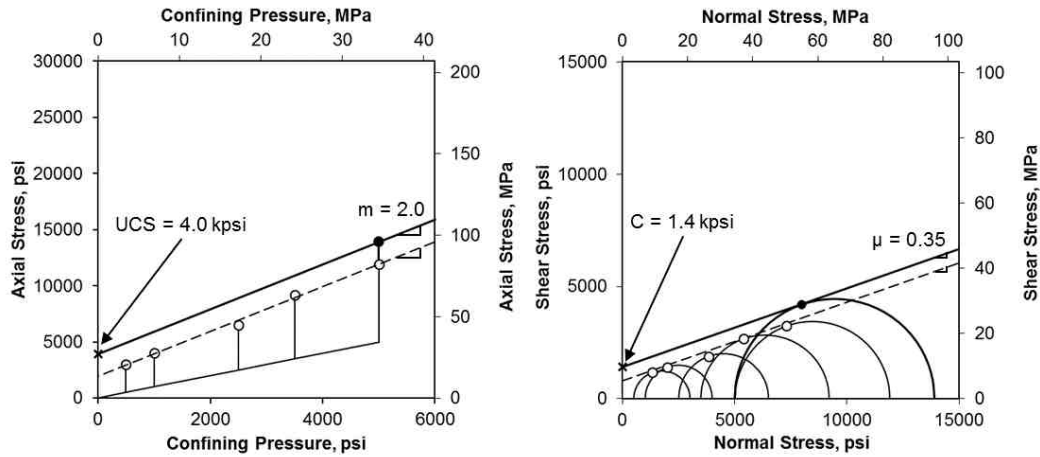 Confining Pressure, MPa
0 10 20 30 40
30000
25000
20000
15000
10000
5000
0
Axial Stress, psi
200
150
100
50
0
Axial Stress, MPa
UCS = 4.0 kpsi
m = 2.0
0 2000 4000 6000
Confining Pressure, psi
Normal Stress, MPa
0 20 40 60 80 100
15000
10000
5000
0
Shear Stress, psi
100
80
60
40
20
0
Shear Stress, MPa
C = 1.4 kpsi
μ = 0.35
0 5000 10000 15000
Normal Stress, psi